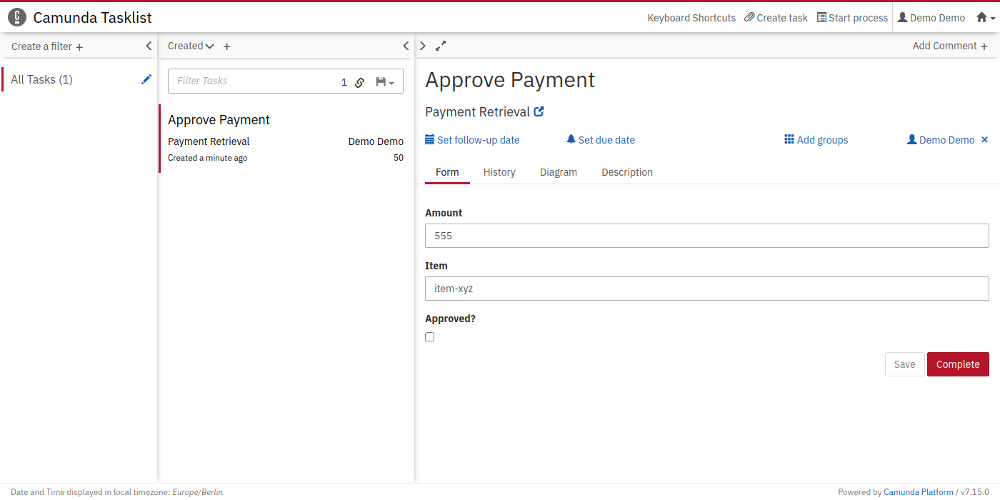 Camunda Tasklist
Keyboard Shortcuts Create task Start process Demo Demo
Create a filter +
All Tasks (1)
Created +
Filter Tasks 1
Approve Payment
Payment Retrieval Demo Demo
Created a minute ago 50
Add Comment +
Approve Payment
Payment Retrieval
Set follow-up date Set due date Add groups Demo Demo ×
Form History Diagram Description
Amount
555
Item
item-xyz
Approved?
Save Complete
Date and Time displayed in local timezone: Europe/Berlin
Powered by Camunda Platform / v7.15.0